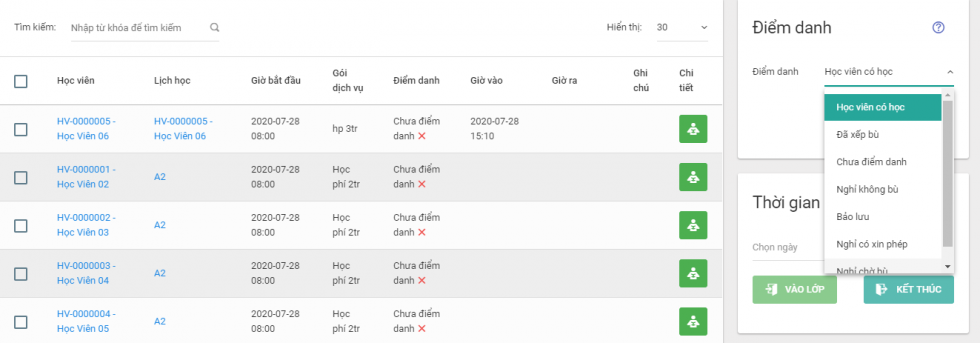 Tìm kiếm: Nhập từ khóa để tìm kiếm Hiển thị: 30
Học viên Lịch học Giờ bắt đầu Gói dịch vụ Điểm danh Giờ vào Giờ ra Ghi chú Chi tiết
HV-0000005 - HV-0000005 - 2020-07-28 hp 3tr Chưa điểm 2020-07-28
Học Viên 06 Học Viên 06 08:00 danh 15:10
HV-0000001 - A2 2020-07-28 Học Chưa điểm
Học Viên 02 08:00 phí 2tr danh
HV-0000002 - A2 2020-07-28 Học Chưa điểm
Học Viên 03 08:00 phí 2tr danh
HV-0000003 - A2 2020-07-28 Học Chưa điểm
Học Viên 04 08:00 phí 2tr danh
HV-0000004 - A2 2020-07-28 Học Chưa điểm
Học Viên 05 08:00 phí 2tr danh
Điểm danh
Điểm danh Học viên có học
Học viên có học
Đã xếp bù
Chưa điểm danh
Nghỉ không bù
Bảo lưu
Nghỉ có xin phép
Nghỉ chờ bù
Thời gian
Chọn ngày
VÀO LỚP KẾT THÚC